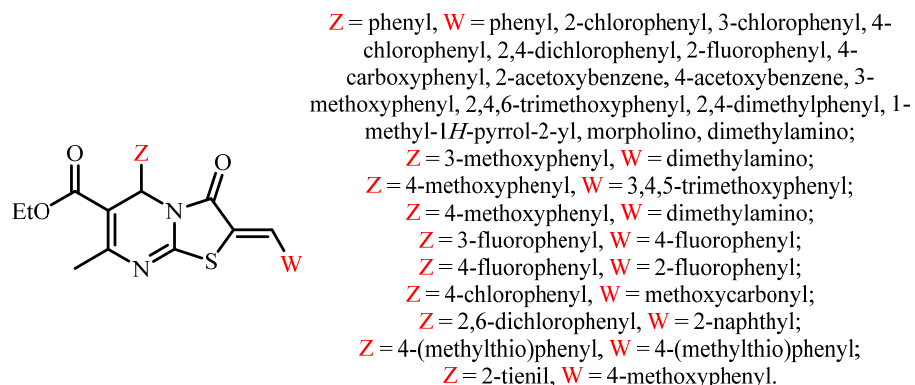 Z = phenyl, W = phenyl, 2-chlorophenyl, 3-chlorophenyl, 4-
chlorophenyl, 2,4-dichlorophenyl, 2-fluorophenyl, 4-
carboxyphenyl, 2-acetoxybenzene, 4-acetoxybenzene, 3-
methoxyphenyl, 2,4,6-trimethoxyphenyl, 2,4-dimethylphenyl, 1-
methyl-1H-pyrrol-2-yl, morpholino, dimethylamino;
Z = 3-methoxyphenyl, W = dimethylamino;
Z = 4-methoxyphenyl, W = 3,4,5-trimethoxyphenyl;
Z = 4-methoxyphenyl, W = dimethylamino;
Z = 3-fluorophenyl, W = 4-fluorophenyl;
Z = 4-fluorophenyl, W = 2-fluorophenyl;
Z = 4-chlorophenyl, W = methoxycarbonyl;
Z = 2,6-dichlorophenyl, W = 2-naphthyl;
Z = 4-(methylthio)phenyl, W = 4-(methylthio)phenyl;
Z = 2-tienil, W = 4-methoxyphenyl.
Z
O
O
EtO
N
N
S
W